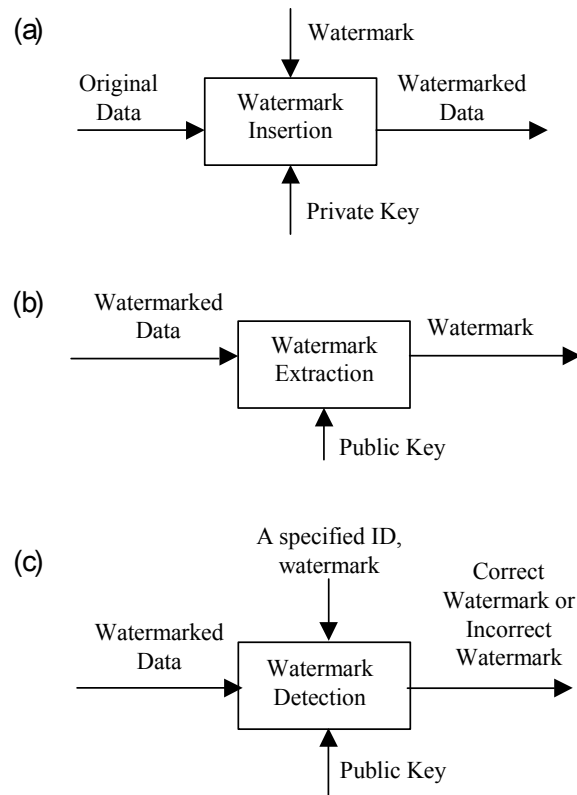 (a)
Watermark
Original
Data
Watermark
Insertion
Watermarked
Data
Private Key
(b)
Watermarked
Data
Watermark
Extraction
Watermark
Public Key
(c)
A specified ID,
watermark
Watermarked
Data
Watermark
Detection
Correct
Watermark or
Incorrect
Watermark
Public Key